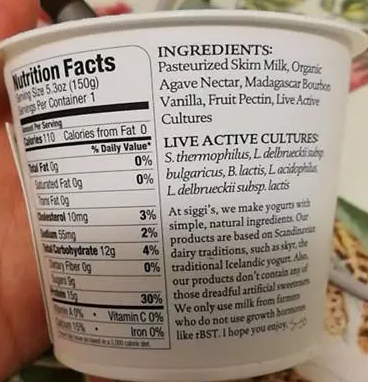 Nutrition Facts
Serving Size 5.3oz (150g)
Servings Per Container 1
Amount Per Serving
Calories 110 Calories from Fat 0
% Daily Value*
Total Fat 0g 0%
Saturated Fat 0g 0%
Trans Fat 0g
Cholesterol 10mg 3%
Sodium 55mg 2%
Total Carbohydrate 12g 4%
Dietary Fiber 0g 0%
Sugars 9g
Protein 15g 30%
Vitamin A 0% • Vitamin C 0%
Calcium 15% • Iron 0%
INGREDIENTS:
Pasteurized Skim Milk, Organic
Agave Nectar, Madagascar Bourbon
Vanilla, Fruit Pectin, Live Active
Cultures
LIVE ACTIVE CULTURES:
S. thermophilus, L. delbrueckii subsp.
bulgaricus, B. lactis, L. acidophilus,
L. delbrueckii subsp. lactis
At siggi's, we make yogurts with
simple, natural ingredients. Our
products are based on Scandinavian
dairy traditions, such as skyr, the
traditional Icelandic yogurt. Also,
our products don't contain any of
those dreadful artificial sweeteners.
We only use milk from farmers
who do not use growth hormones
like rBST. I hope you enjoy.